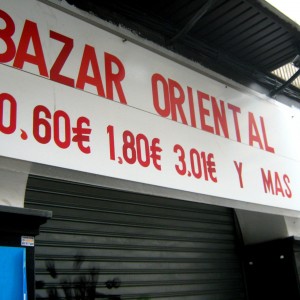 BAZAR ORIENTAL
0,60€ 1,80€ 3.01€ Y MAS